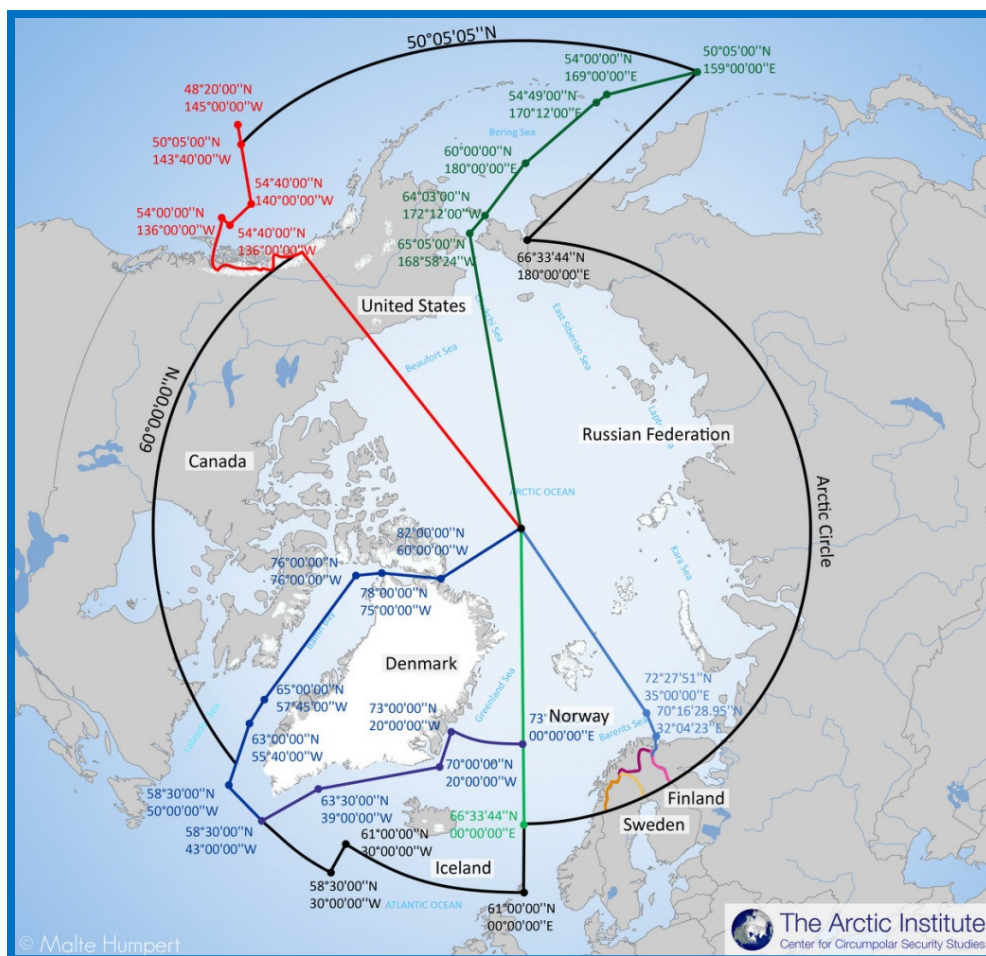 50°05'05''N
54°00'00''N
169°00'00''E
50°05'00''N
159°00'00''E
48°20'00''N
145°00'00''W
54°49'00''N
170°12'00''E
50°05'00''N
143°40'00''W
Bering Sea
60°00'00''N
180°00'00''E
54°40'00''N
140°00'00''W
54°00'00''N
136°00'00''W
64°03'00''N
172°12'00''W
54°40'00''N
136°00'00''W
65°05'00''N
168°58'24''W
66°33'44''N
180°00'00''E
United States
Chukchi Sea
East Siberian Sea
Beaufort Sea
60°00'00''N
Laptev Sea
Russian Federation
Canada
Arctic Circle
ARCTIC OCEAN
82°00'00''N
60°00'00''W
Kara Sea
76°00'00''N
76°00'00''W
78°00'00''N
75°00'00''W
Baffin Bay
Denmark
Greenland Sea
72°27'51''N
35°00'00''E
65°00'00''N
57°45'00''W
73°00'00''N
20°00'00''W
73°
00°00'00''E
Norway
70°16'28.95''N
32°04'23''E
Barents Sea
Labrador Sea
63°00'00''N
55°40'00''W
70°00'00''N
20°00'00''W
58°30'00''N
50°00'00''W
63°30'00''N
39°00'00''W
Finland
66°33'44''N
00°00'00''E
Sweden
58°30'00''N
43°00'00''W
61°00'00''N
30°00'00''W
Iceland
58°30'00''N
30°00'00''W
ATLANTIC OCEAN
61°00'00''N
00°00'00''E
The Arctic Institute
Center for Circumpolar Security Studies
© Malte Humpert